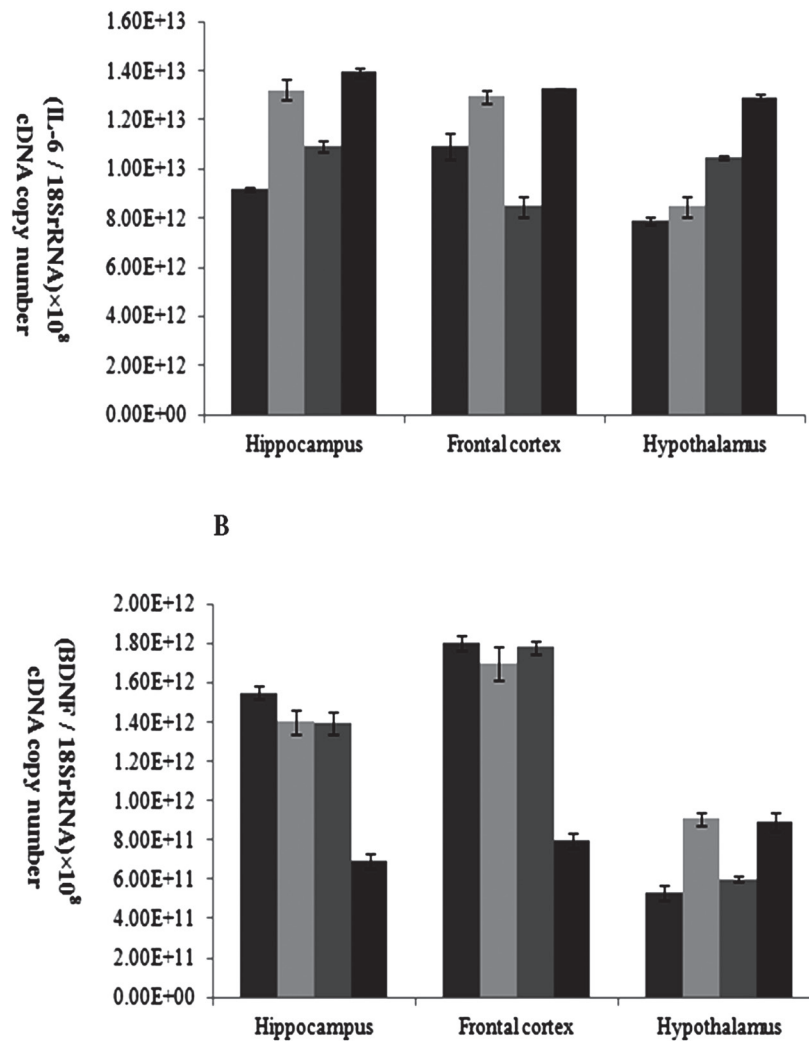 1.60E+13
1.40E+13
1.20E+13
1.00E+13
8.00E+12
6.00E+12
4.00E+12
2.00E+12
0.00E+00
(IL-6 / 18SrRNA)×10⁸
cDNA copy number
Hippocampus Frontal cortex Hypothalamus
B
2.00E+12
1.80E+12
1.60E+12
1.40E+12
1.20E+12
1.00E+12
8.00E+11
6.00E+11
4.00E+11
2.00E+11
0.00E+00
(BDNF / 18SrRNA)×10⁸
cDNA copy number
Hippocampus Frontal cortex Hypothalamus